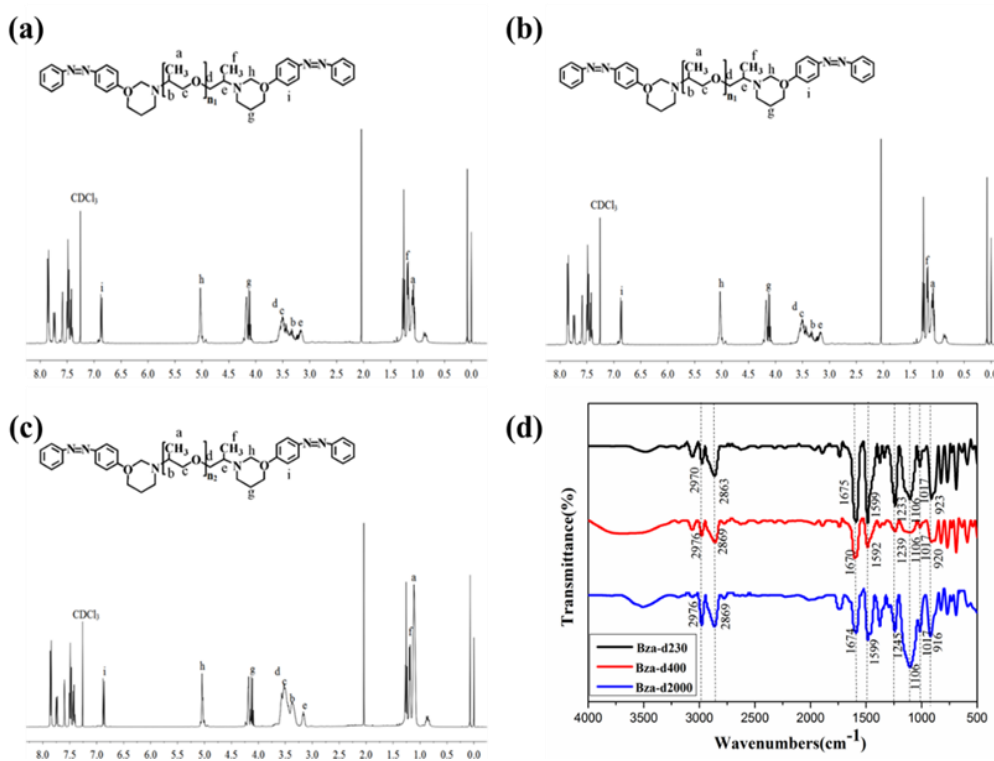 (a)
a
CH₃
f
CH₃
d
h
N=N
N
O
n₁
N
O
N=N
b
c
e
g
i
CDCl₃
i
h
g
d
c
b
e
f
a
8.0 7.5 7.0 6.5 6.0 5.5 5.0 4.5 4.0 3.5 3.0 2.5 2.0 1.5 1.0 0.0
(b)
a
CH₃
f
CH₃
d
h
N=N
N
O
n₁
N
O
N=N
b
c
e
g
i
CDCl₃
i
h
g
d
c
b
e
f
a
8.0 7.5 7.0 6.5 6.0 5.5 5.0 4.5 4.0 3.5 3.0 2.5 2.0 1.5 1.0 0.0
(c)
a
CH₃
f
CH₃
d
h
N=N
N
O
n₂
N
O
N=N
b
c
e
g
i
CDCl₃
i
h
g
d
c
b
e
f
a
8.0 7.5 7.0 6.5 6.0 5.5 5.0 4.5 4.0 3.5 3.0 2.5 2.0 1.5 1.0 0.0
(d)
Transmittance(%)
2970 2863 1675 1599 1233 1106 1017 923
2976 2869 1670 1592 1239 1106 1017 920
2976 2869 1674 1599 1245 1106 1017 916
Bza-d230
Bza-d400
Bza-d2000
4000 3500 3000 2500 2000 1500 1000 500
Wavenumbers(cm⁻¹)